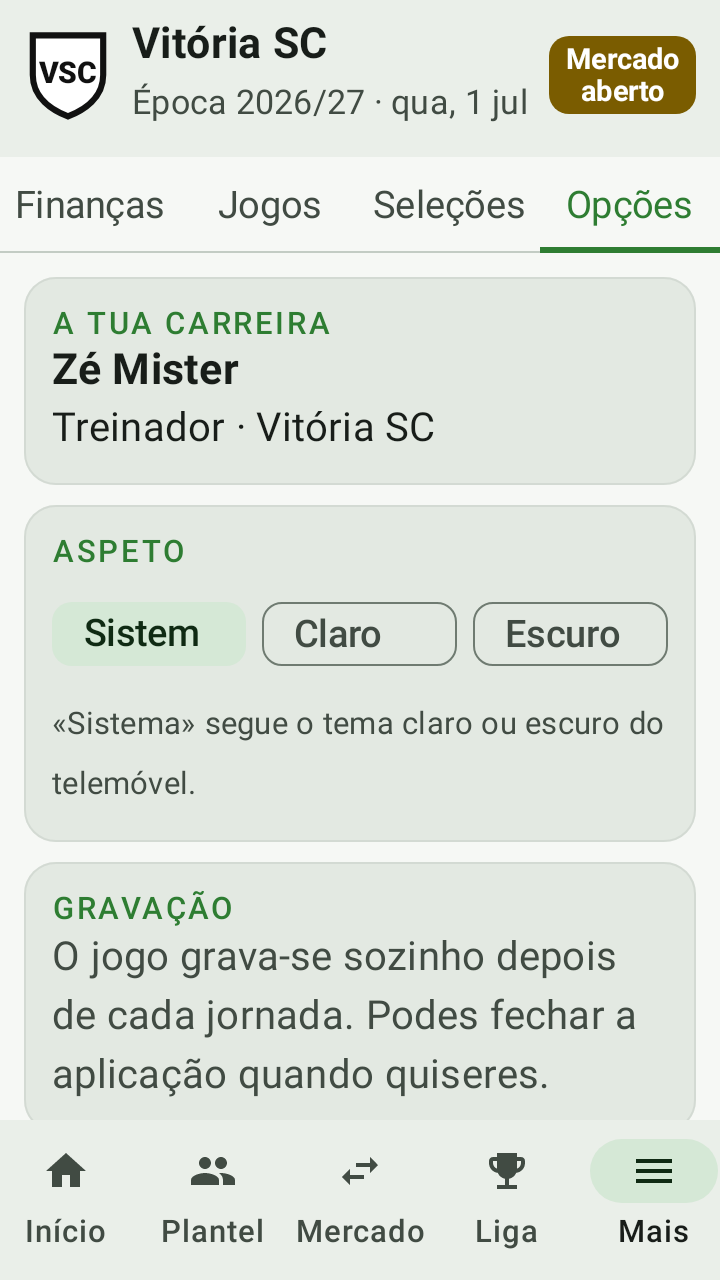 VSC
Vitória SC
Época 2026/27 · qua, 1 jul
Mercado
aberto
Finanças
Jogos
Seleções
Opções
A TUA CARREIRA
Zé Mister
Treinador · Vitória SC
ASPETO
Sistem
Claro
Escuro
«Sistema» segue o tema claro ou escuro do
telemóvel.
GRAVAÇÃO
O jogo grava-se sozinho depois
de cada jornada. Podes fechar a
aplicação quando quiseres.
Início
Plantel
Mercado
Liga
Mais